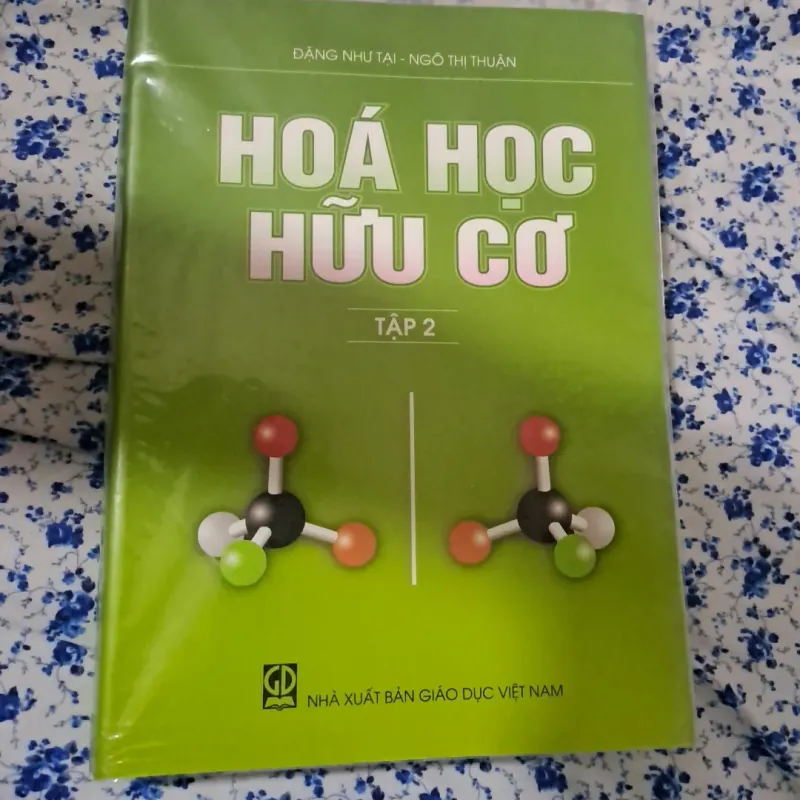 ĐẶNG NHƯ TẠI - NGÔ THỊ THUẬN
HOÁ HỌC
HỮU CƠ
TẬP 2
GD
NHÀ XUẤT BẢN GIÁO DỤC VIỆT NAM